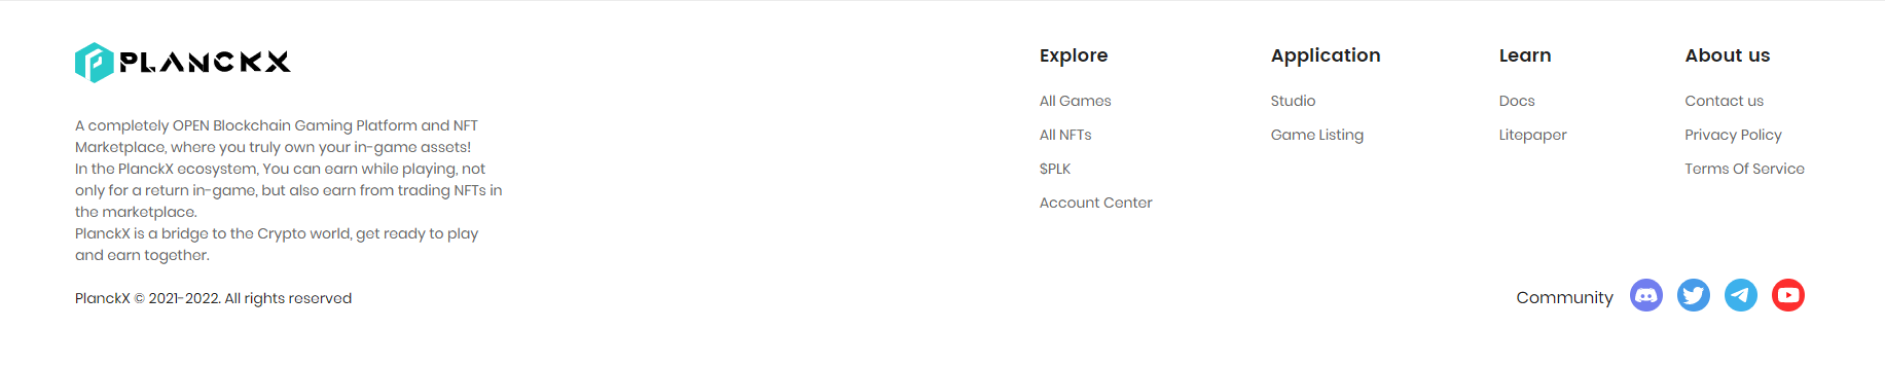 PLANCKX
A completely OPEN Blockchain Gaming Platform and NFT
Marketplace, where you truly own your in-game assets!
In the PlanckX ecosystem, You can earn while playing, not
only for a return in-game, but also earn from trading NFTs in
the marketplace.
PlanckX is a bridge to the Crypto world, get ready to play
and earn together.
PlanckX © 2021-2022. All rights reserved
Explore
All Games
All NFTs
$PLK
Account Center
Application
Studio
Game Listing
Learn
Docs
Litepaper
About us
Contact us
Privacy Policy
Terms Of Service
Community